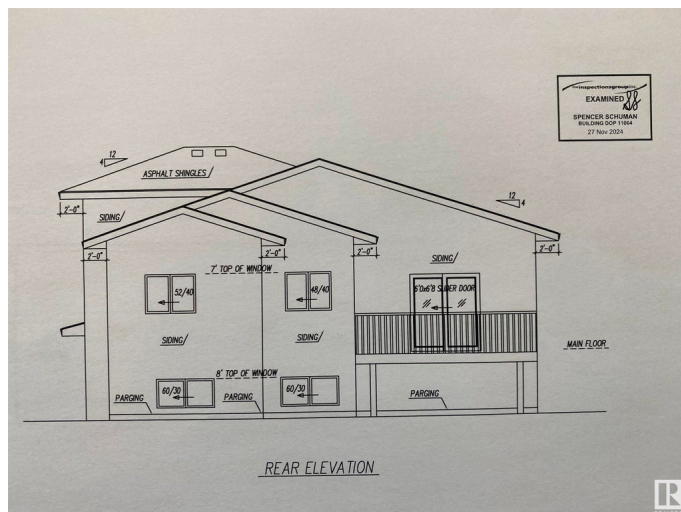 theinspectionsgroupinc
EXAMINED
SPENCER SCHUMAN
BUILDING DOP 11064
27 Nov 2024
12
4
ASPHALT SHINGLES
12
4
2'-0"
SIDING
2'-0"
2'-0"
2'-0"
2'-0"
SIDING
7' TOP OF WINDOW
52/40
48/40
6'0x6'8 SLIDER DOOR
SIDING
SIDING
MAIN FLOOR
8' TOP OF WINDOW
60/30
60/30
PARGING
PARGING
PARGING
REAR ELEVATION
R